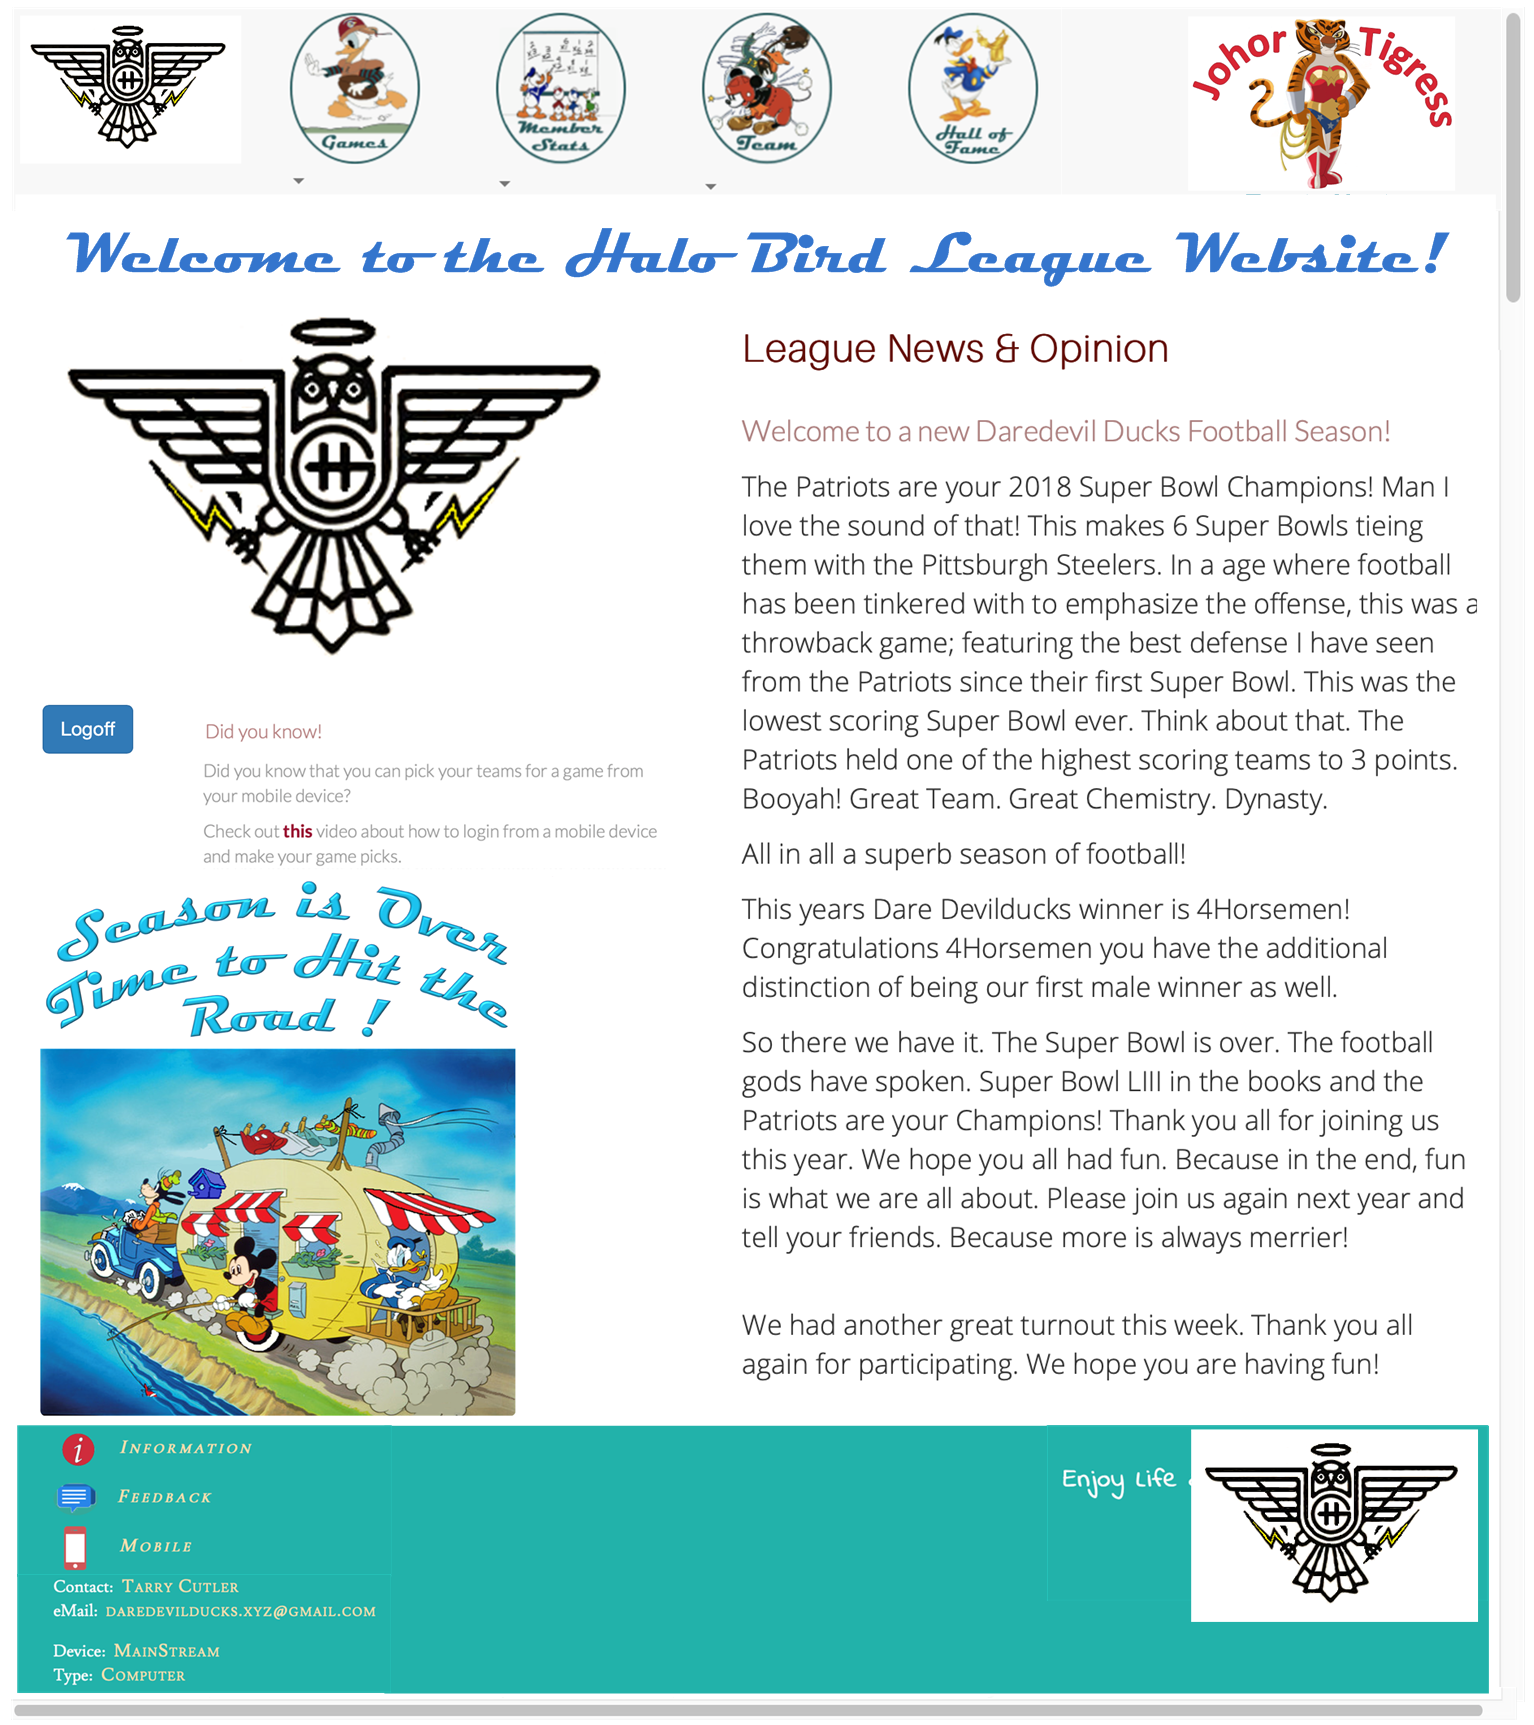 Games
Member
Stats
Team
Hall of
Fame
Johor Tigress
Welcome to the Halo Bird League Website!
League News & Opinion
Welcome to a new Daredevil Ducks Football Season!
The Patriots are your 2018 Super Bowl Champions! Man I
love the sound of that! This makes 6 Super Bowls tieing
them with the Pittsburgh Steelers. In a age where football
has been tinkered with to emphasize the offense, this was a
throwback game; featuring the best defense I have seen
from the Patriots since their first Super Bowl. This was the
lowest scoring Super Bowl ever. Think about that. The
Patriots held one of the highest scoring teams to 3 points.
Booyah! Great Team. Great Chemistry. Dynasty.
All in all a superb season of football!
This years Dare Devilducks winner is 4Horsemen!
Congratulations 4Horsemen you have the additional
distinction of being our first male winner as well.
So there we have it. The Super Bowl is over. The football
gods have spoken. Super Bowl LIII in the books and the
Patriots are your Champions! Thank you all for joining us
this year. We hope you all had fun. Because in the end, fun
is what we are all about. Please join us again next year and
tell your friends. Because more is always merrier!
We had another great turnout this week. Thank you all
again for participating. We hope you are having fun!
Logoff
Did you know!
Did you know that you can pick your teams for a game from
your mobile device?
Check out this video about how to login from a mobile device
and make your game picks.
Season is Over
Time to Hit the
Road !
Information
Feedback
Mobile
Contact: Tarry Cutler
eMail: daredevilducks.xyz@gmail.com
Device: MainStream
Type: Computer
Enjoy Life